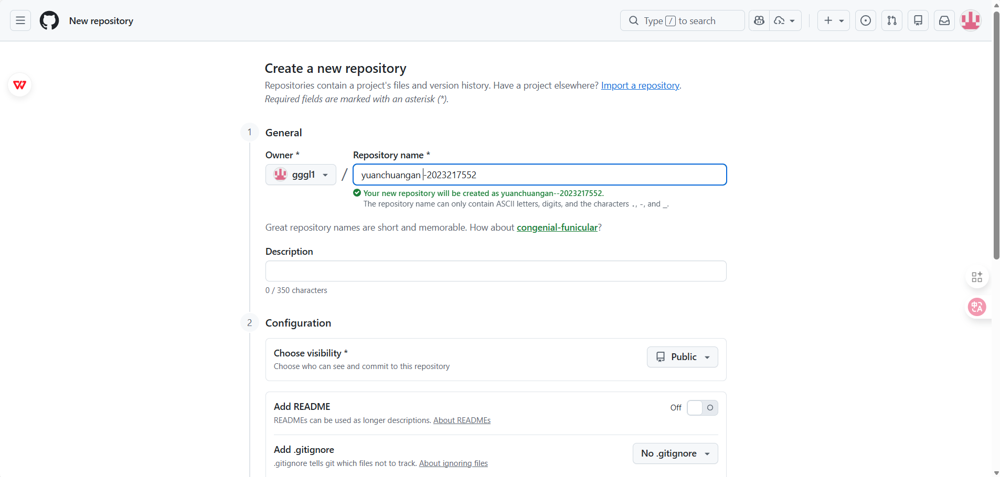 New repository
Type / to search
Create a new repository
Repositories contain a project's files and version history. Have a project elsewhere? Import a repository.
Required fields are marked with an asterisk (*).
1 General
Owner * Repository name *
gggl1 / yuanchuangan -2023217552
Your new repository will be created as yuanchuangan--2023217552.
The repository name can only contain ASCII letters, digits, and the characters ., -, and _.
Great repository names are short and memorable. How about congenial-funicular?
Description
0 / 350 characters
2 Configuration
Choose visibility *
Choose who can see and commit to this repository
Public
Add README
READMEs can be used as longer descriptions. About READMEs
Off
Add .gitignore
.gitignore tells git which files not to track. About ignoring files
No .gitignore
中A